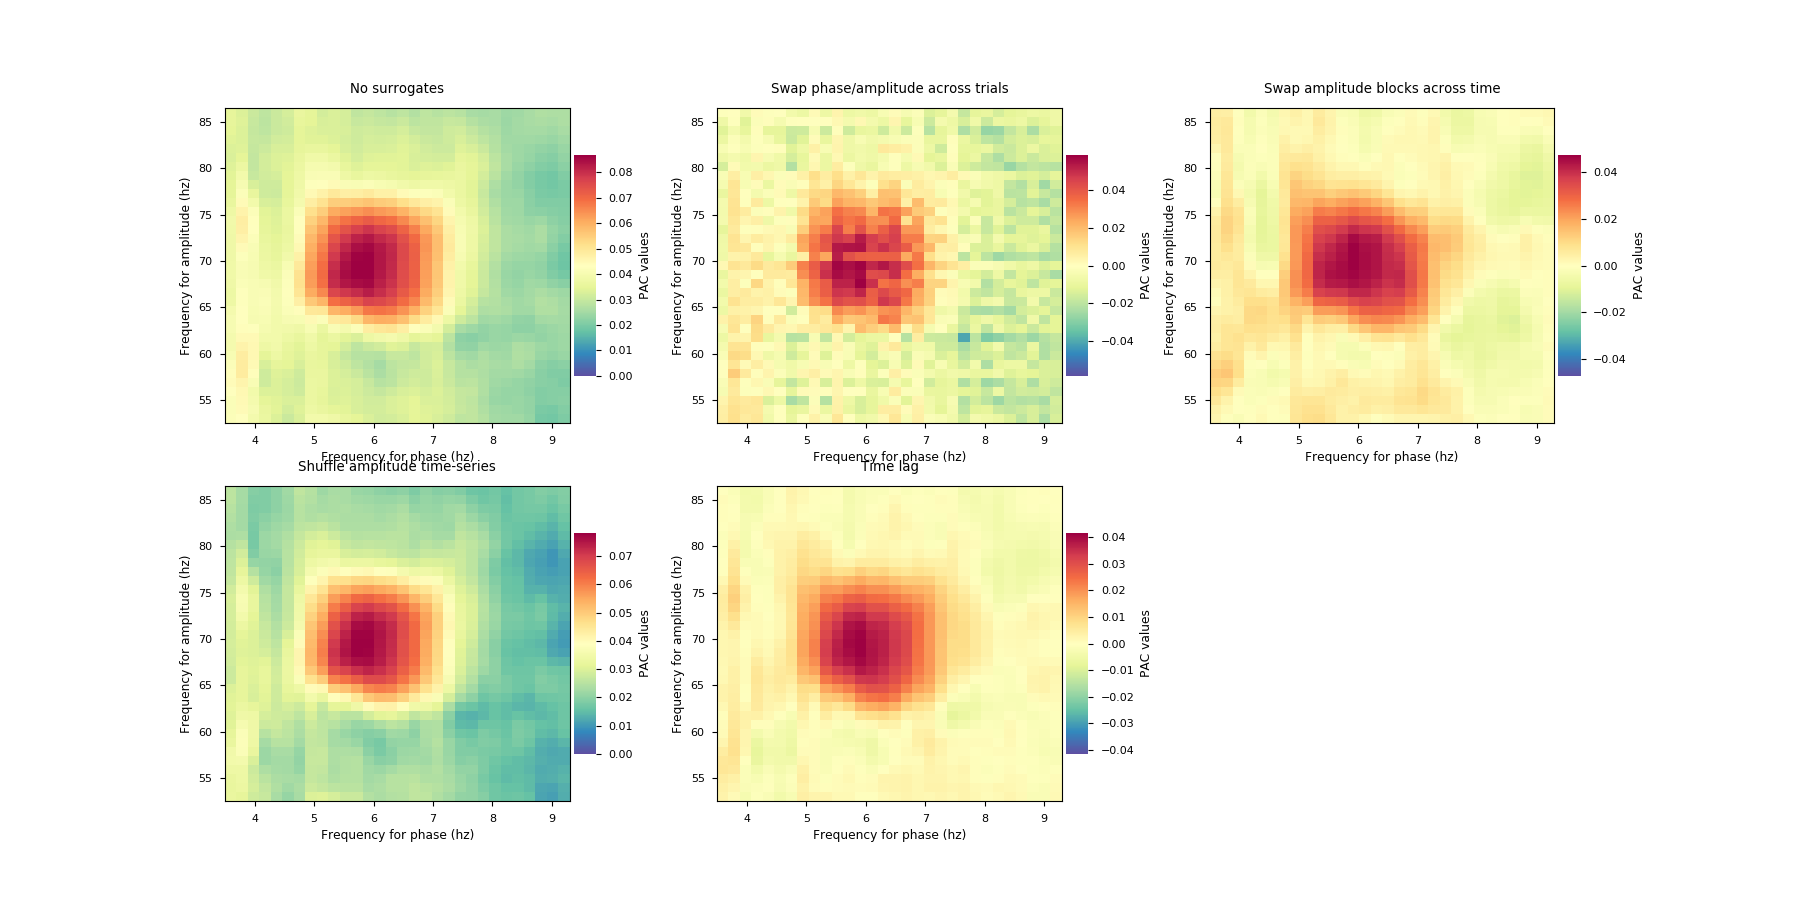 No surrogates
Frequency for amplitude (hz)
85
80
75
70
65
60
55
4 5 6 7 8 9
Frequency for phase (hz)
0.08
0.07
0.06
0.05
0.04
0.03
0.02
0.01
0.00
PAC values
Swap phase/amplitude across trials
Frequency for amplitude (hz)
85
80
75
70
65
60
55
4 5 6 7 8 9
Frequency for phase (hz)
0.04
0.02
0.00
−0.02
−0.04
PAC values
Swap amplitude blocks across time
Frequency for amplitude (hz)
85
80
75
70
65
60
55
4 5 6 7 8 9
Frequency for phase (hz)
0.04
0.02
0.00
−0.02
−0.04
PAC values
Shuffle amplitude time-series
Frequency for amplitude (hz)
85
80
75
70
65
60
55
4 5 6 7 8 9
Frequency for phase (hz)
0.07
0.06
0.05
0.04
0.03
0.02
0.01
0.00
PAC values
Time lag
Frequency for amplitude (hz)
85
80
75
70
65
60
55
4 5 6 7 8 9
Frequency for phase (hz)
0.04
0.03
0.02
0.01
0.00
−0.01
−0.02
−0.03
−0.04
PAC values